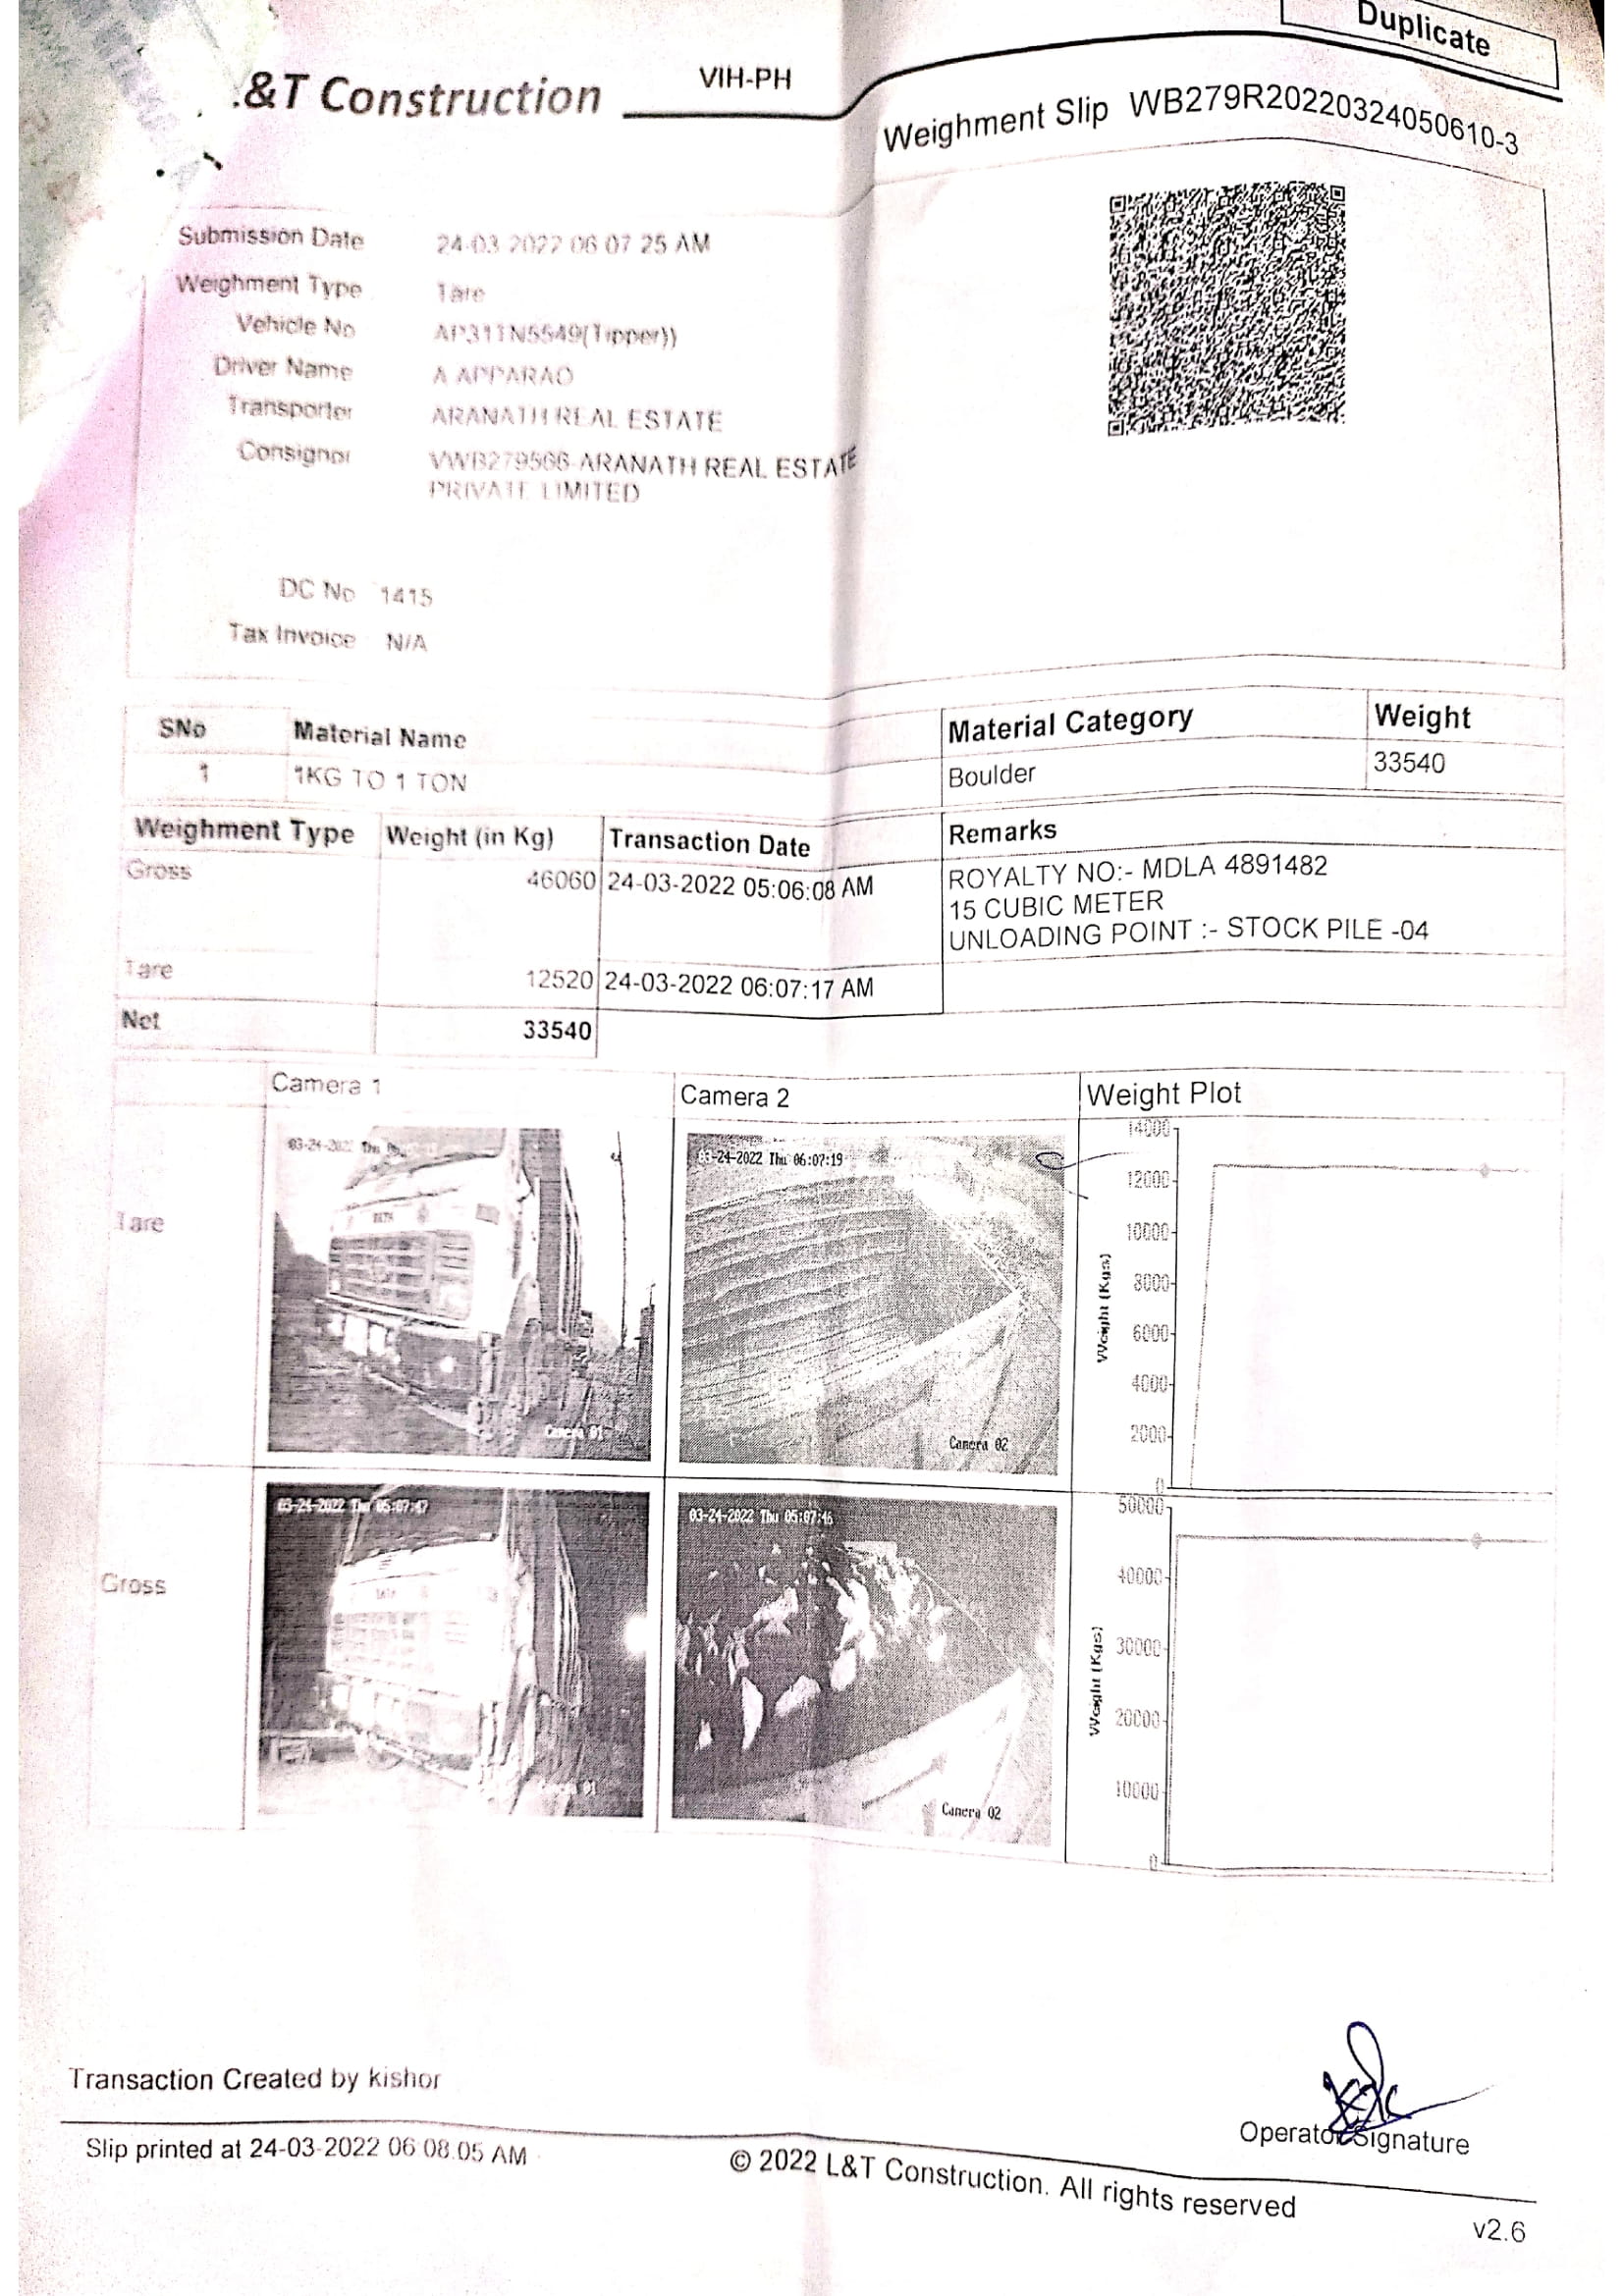 Duplicate
.&T Construction
VIH-PH
Weighment Slip WB279R20220324050610-3
Submission Date 24-03-2022 06 07 25 AM
Weighment Type Tare
Vehicle No AP31TN5549(Tipper))
Driver Name A APPARAO
Transporter ARANATH REAL ESTATE
Consignor VWB279566-ARANATH REAL ESTATE
PRIVATE LIMITED
DC No 1415
Tax Invoice N/A
SNo Material Name Material Category Weight
1 1KG TO 1 TON Boulder 33540
Weighment Type Weight (in Kg) Transaction Date Remarks
Gross 46060 24-03-2022 05:06:08 AM ROYALTY NO:- MDLA 4891482
15 CUBIC METER
UNLOADING POINT :- STOCK PILE -04
Tare 12520 24-03-2022 06:07:17 AM
Net 33540
Camera 1 Camera 2 Weight Plot
Tare
03-24-2022 Thu
TATA
Camera 01
03-24-2022 Thu 06:07:19
Camera 02
Weight (Kgs)
14000
12000
10000
8000
6000
4000
2000
0
Gross
03-24-2022 Thu 05:07:47
TATA
Camera 01
03-24-2022 Thu 05:07:46
Camera 02
Weight (Kgs)
50000
40000
30000
20000
10000
0
Transaction Created by kishor
Operator Signature
Slip printed at 24-03-2022 06 08.05 AM
© 2022 L&T Construction. All rights reserved
v2.6